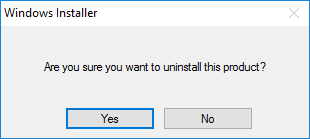 Windows Installer
Are you sure you want to uninstall this product?
Yes
No